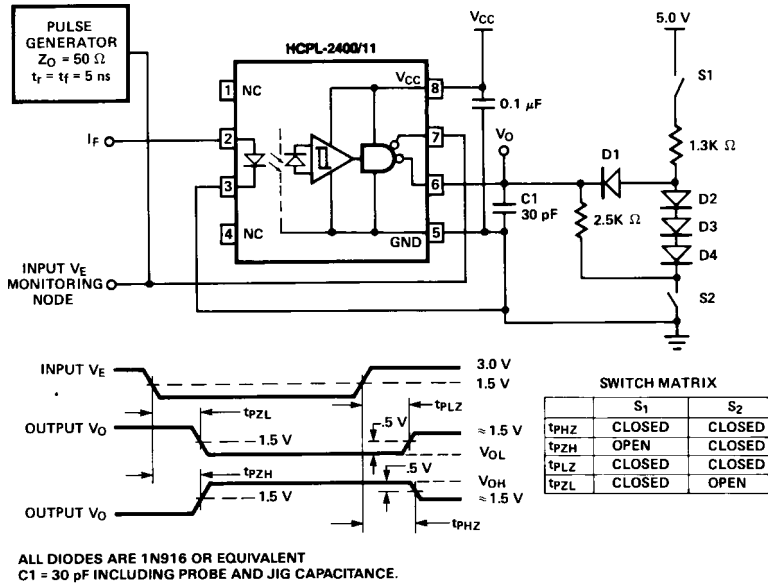 PULSE
GENERATOR
ZO = 50 Ω
tr = tf = 5 ns
HCPL-2400/11
VCC
5.0 V
S1
1 NC
VCC 8
0.1 μF
IF
2
7
VO
1.3K Ω
D1
3
6
C1
30 pF
D2
2.5K Ω
D3
4 NC
GND 5
D4
INPUT VE
MONITORING
NODE
S2
INPUT VE
3.0 V
1.5 V
tPZL
tPLZ
OUTPUT VO
1.5 V
.5 V
≈ 1.5 V
VOL
tPZH
.5 V
VOH
1.5 V
≈ 1.5 V
OUTPUT VO
tPHZ
SWITCH MATRIX
S1 S2
tPHZ CLOSED CLOSED
tPZH OPEN CLOSED
tPLZ CLOSED CLOSED
tPZL CLOSED OPEN
ALL DIODES ARE 1N916 OR EQUIVALENT
C1 = 30 pF INCLUDING PROBE AND JIG CAPACITANCE.